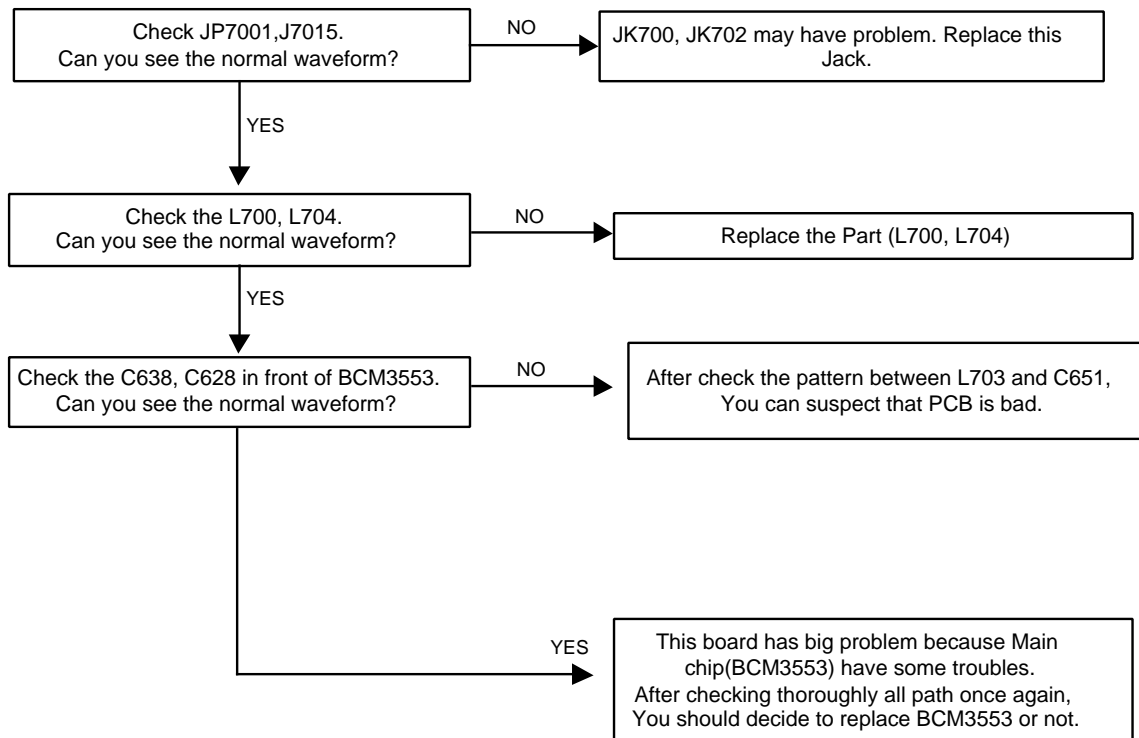 Check JP7001,J7015.
Can you see the normal waveform?
NO
JK700, JK702 may have problem. Replace this
Jack.
YES
Check the L700, L704.
Can you see the normal waveform?
NO
Replace the Part (L700, L704)
YES
Check the C638, C628 in front of BCM3553.
Can you see the normal waveform?
NO
After check the pattern between L703 and C651,
You can suspect that PCB is bad.
YES
This board has big problem because Main
chip(BCM3553) have some troubles.
After checking thoroughly all path once again,
You should decide to replace BCM3553 or not.